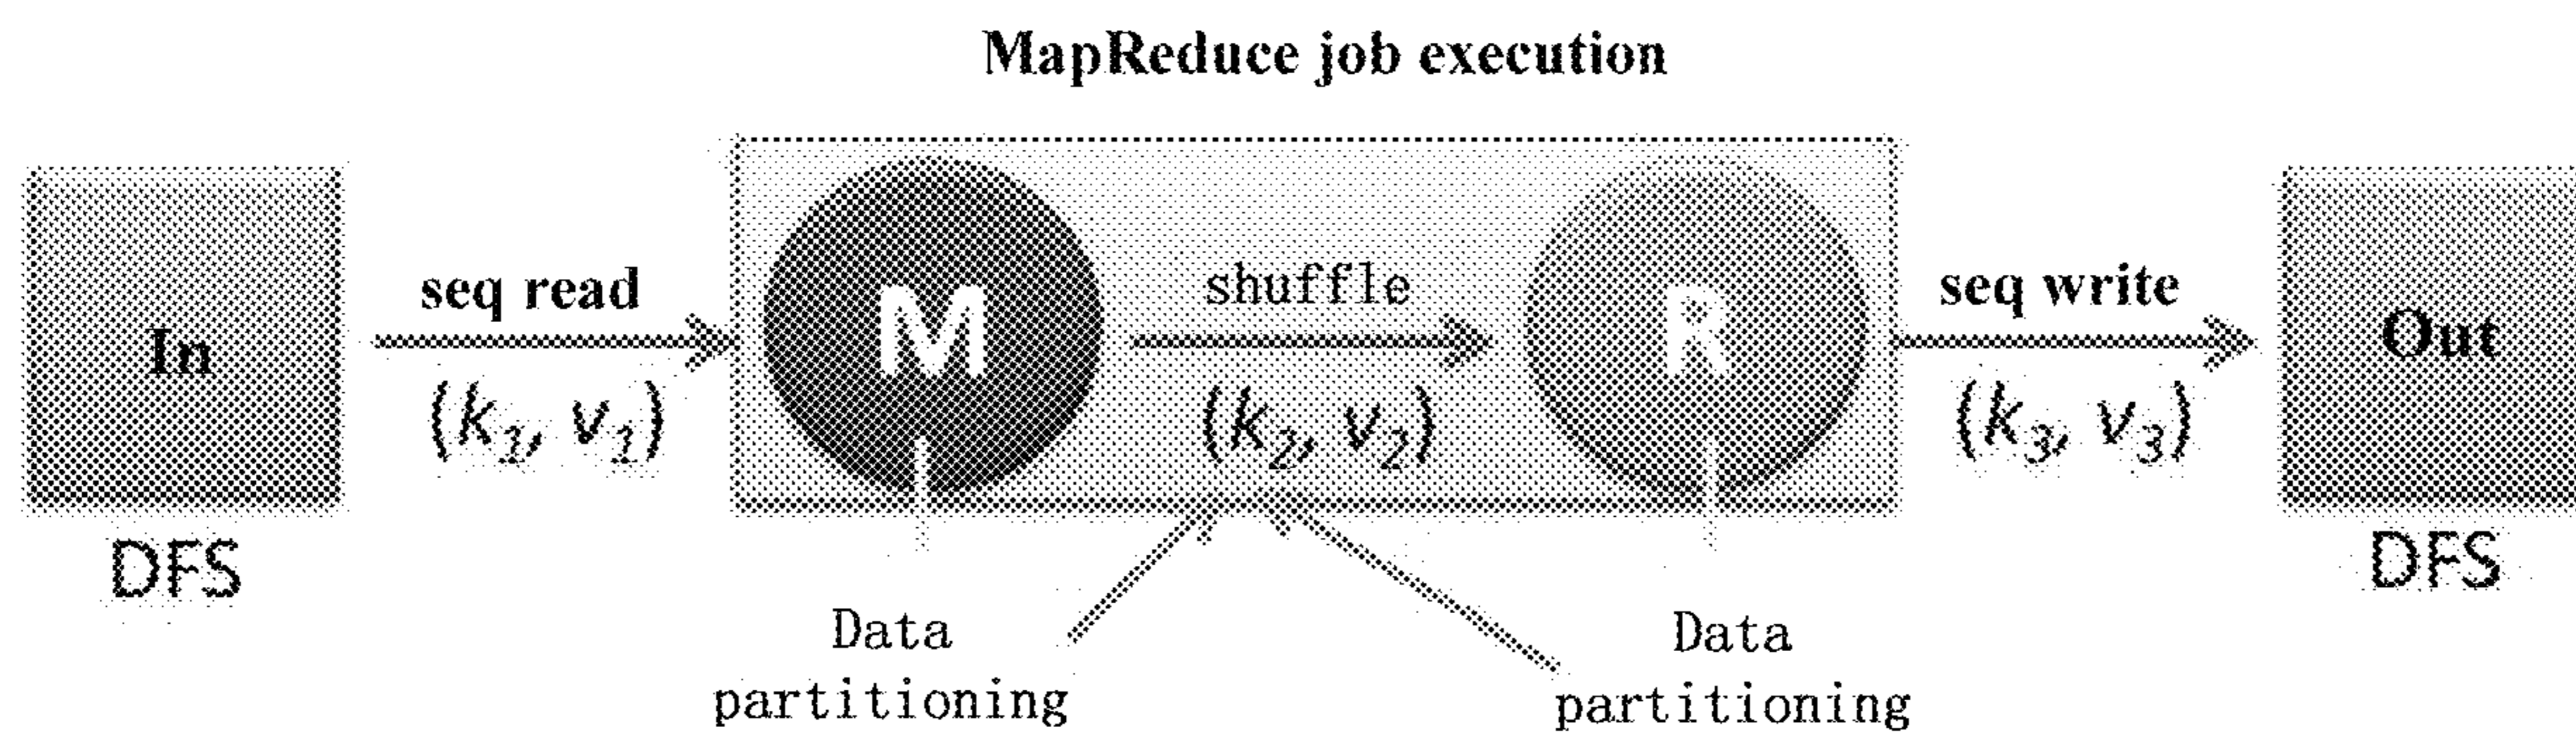 MapReduce job execution
In
seq read
(k1, v1)
M
shuffle
(k2, v2)
R
seq write
(k3, v3)
Out
DFS
DFS
Data
partitioning
Data
partitioning